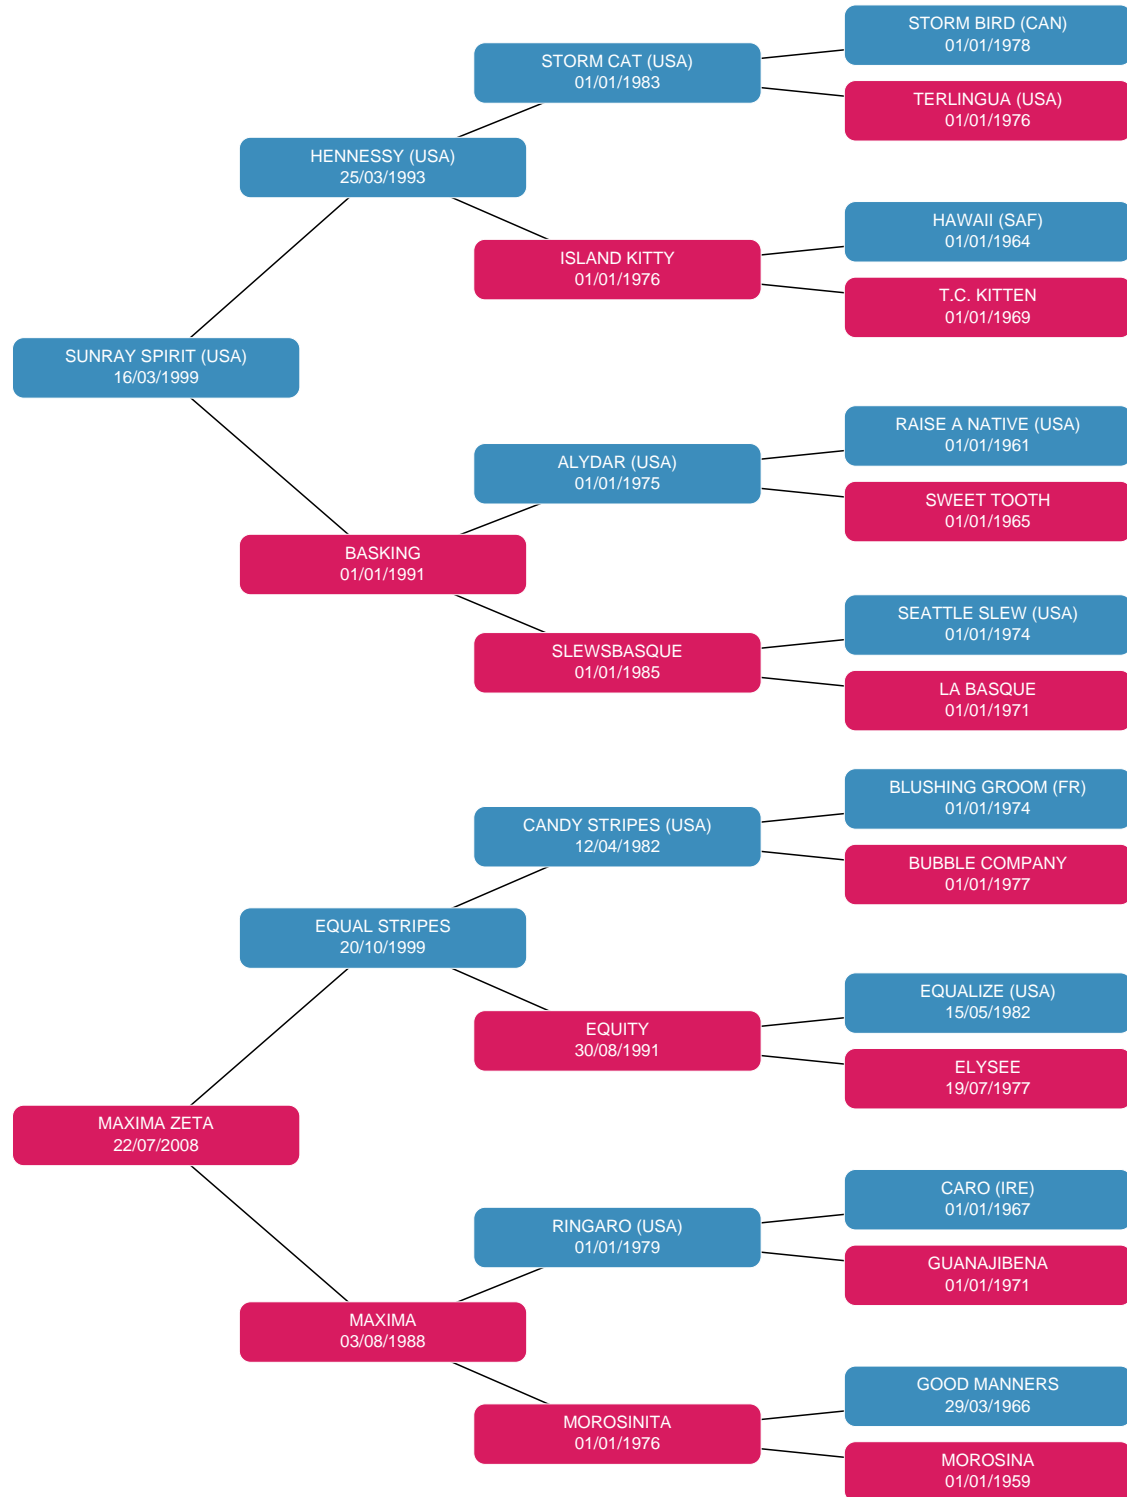 STORM BIRD (CAN)
01/01/1978
STORM CAT (USA)
01/01/1983
TERLINGUA (USA)
01/01/1976
HENNESSY (USA)
25/03/1993
HAWAII (SAF)
01/01/1964
ISLAND KITTY
01/01/1976
T.C. KITTEN
01/01/1969
SUNRAY SPIRIT (USA)
16/03/1999
RAISE A NATIVE (USA)
01/01/1961
ALYDAR (USA)
01/01/1975
SWEET TOOTH
01/01/1965
BASKING
01/01/1991
SEATTLE SLEW (USA)
01/01/1974
SLEWSBASQUE
01/01/1985
LA BASQUE
01/01/1971
BLUSHING GROOM (FR)
01/01/1974
CANDY STRIPES (USA)
12/04/1982
BUBBLE COMPANY
01/01/1977
EQUAL STRIPES
20/10/1999
EQUALIZE (USA)
15/05/1982
EQUITY
30/08/1991
ELYSEE
19/07/1977
MAXIMA ZETA
22/07/2008
CARO (IRE)
01/01/1967
RINGARO (USA)
01/01/1979
GUANAJIBENA
01/01/1971
MAXIMA
03/08/1988
GOOD MANNERS
29/03/1966
MOROSINITA
01/01/1976
MOROSINA
01/01/1959